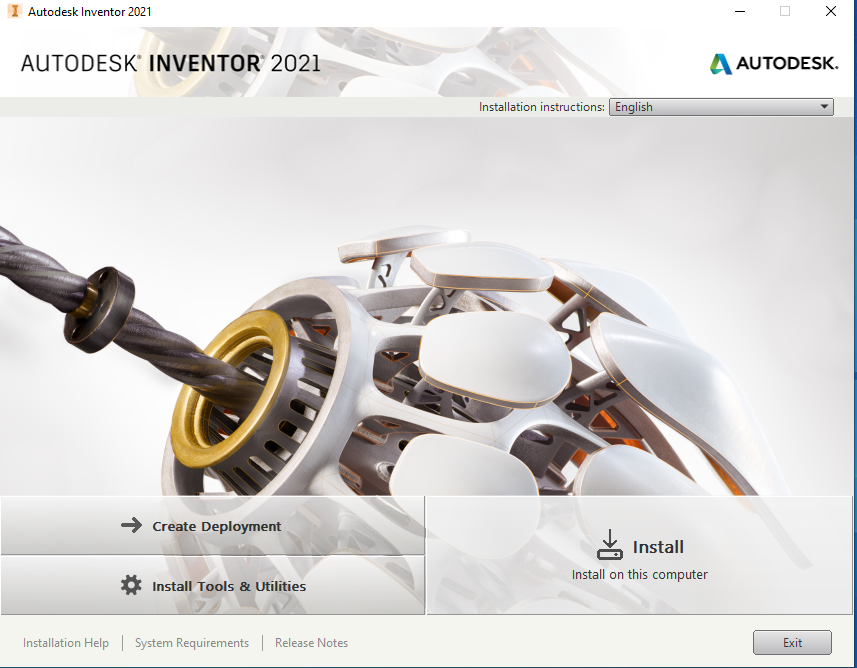 Autodesk Inventor 2021
AUTODESK® INVENTOR® 2021
AUTODESK.
Installation instructions: English
Create Deployment
Install Tools & Utilities
Install
Install on this computer
Installation Help | System Requirements | Release Notes
Exit